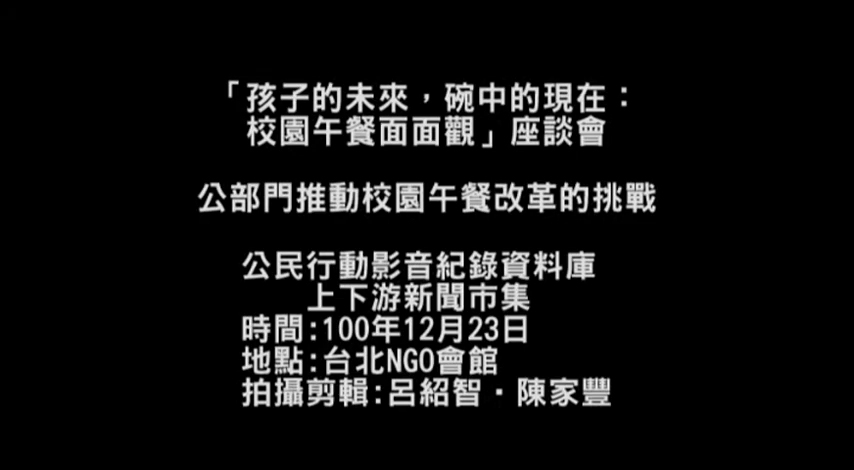 「孩子的未來，碗中的現在：
校園午餐面面觀」座談會
公部門推動校園午餐改革的挑戰
公民行動影音紀錄資料庫
上下游新聞市集
時間:100年12月23日
地點:台北NGO會館
拍攝剪輯:呂紹智‧陳家豐